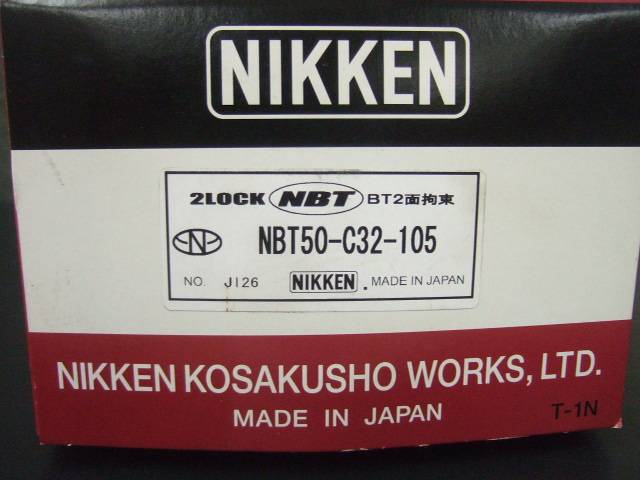 NIKKEN
2LOCK NBT BT2面拘束
NBT50-C32-105
NO. J126 NIKKEN. MADE IN JAPAN
NIKKEN KOSAKUSHO WORKS, LTD.
MADE IN JAPAN
T-1N